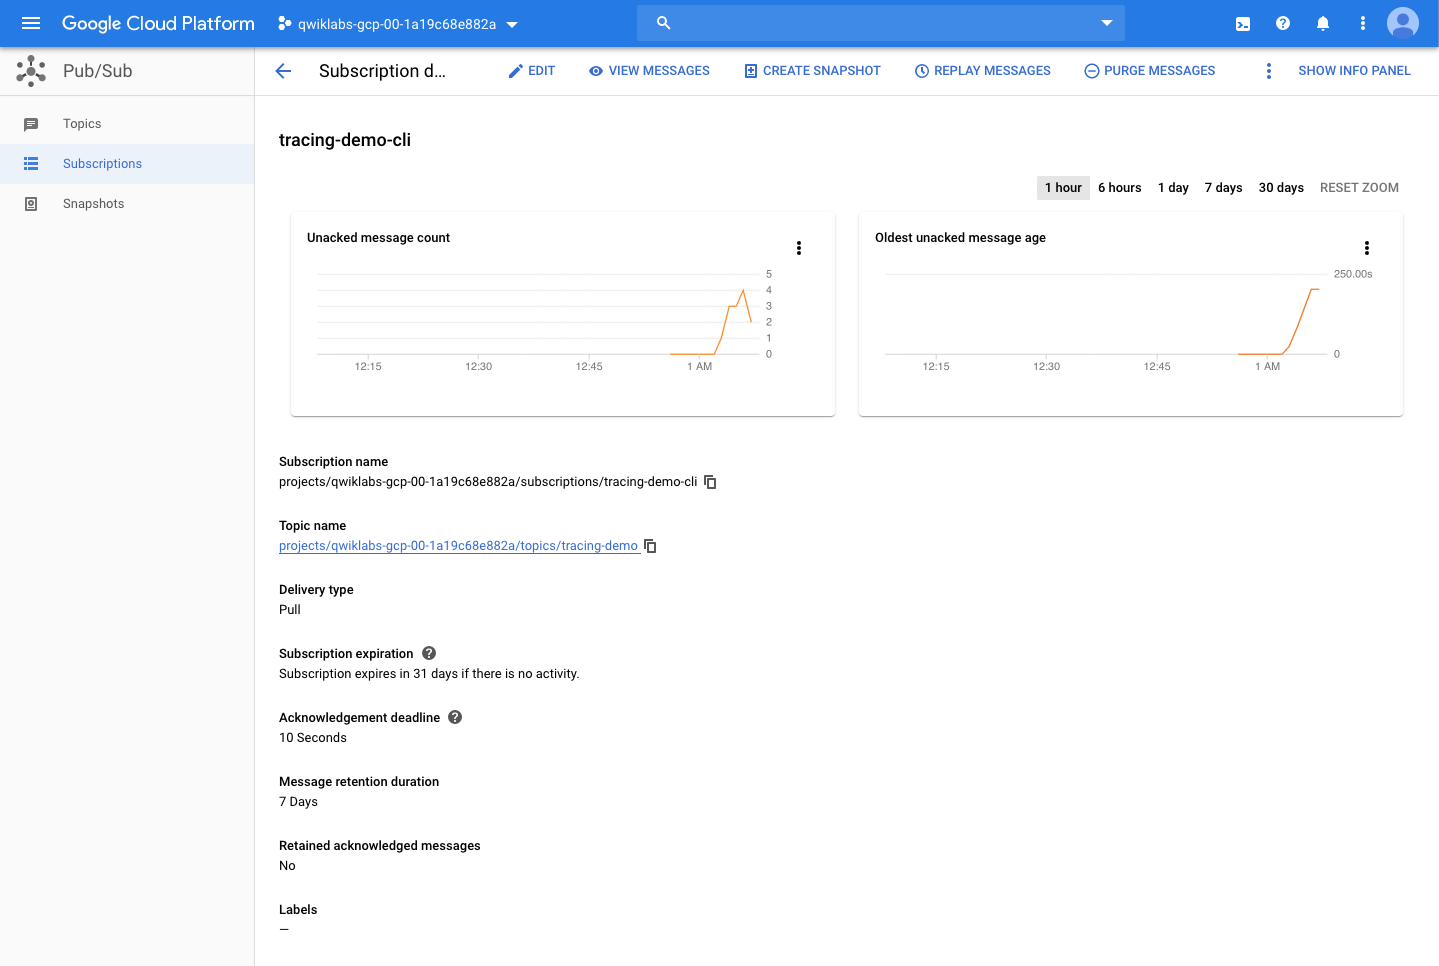 Google Cloud Platform qwiklabs-gcp-00-1a19c68e882a
Pub/Sub
Subscription d... EDIT VIEW MESSAGES CREATE SNAPSHOT REPLAY MESSAGES PURGE MESSAGES SHOW INFO PANEL
Topics
Subscriptions
Snapshots
tracing-demo-cli
1 hour 6 hours 1 day 7 days 30 days RESET ZOOM
Unacked message count
5
4
3
2
1
0
12:15 12:30 12:45 1 AM
Oldest unacked message age
250.00s
0
12:15 12:30 12:45 1 AM
Subscription name
projects/qwiklabs-gcp-00-1a19c68e882a/subscriptions/tracing-demo-cli
Topic name
projects/qwiklabs-gcp-00-1a19c68e882a/topics/tracing-demo
Delivery type
Pull
Subscription expiration
Subscription expires in 31 days if there is no activity.
Acknowledgement deadline
10 Seconds
Message retention duration
7 Days
Retained acknowledged messages
No
Labels
—